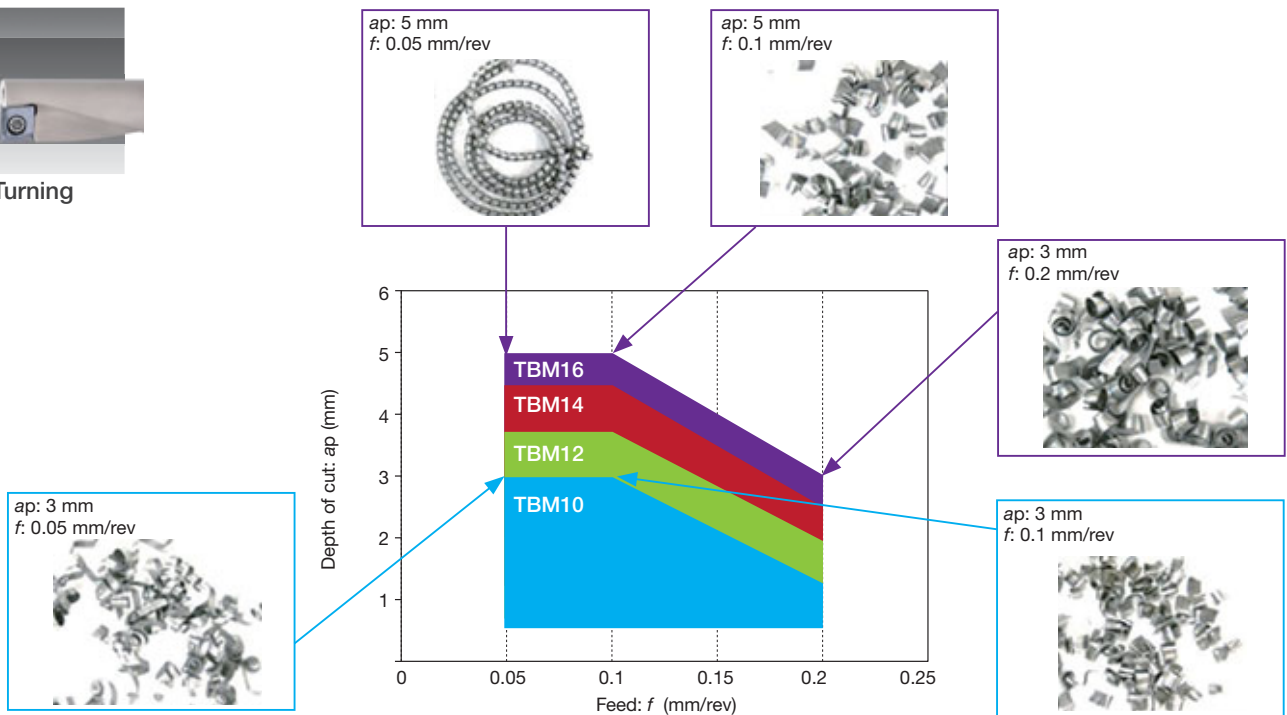 Turning
ap: 5 mm
f: 0.05 mm/rev
ap: 5 mm
f: 0.1 mm/rev
ap: 3 mm
f: 0.2 mm/rev
ap: 3 mm
f: 0.05 mm/rev
ap: 3 mm
f: 0.1 mm/rev
Depth of cut: ap (mm)
6
5
4
3
2
1
TBM16
TBM14
TBM12
TBM10
0 0.05 0.1 0.15 0.2 0.25
Feed: f (mm/rev)